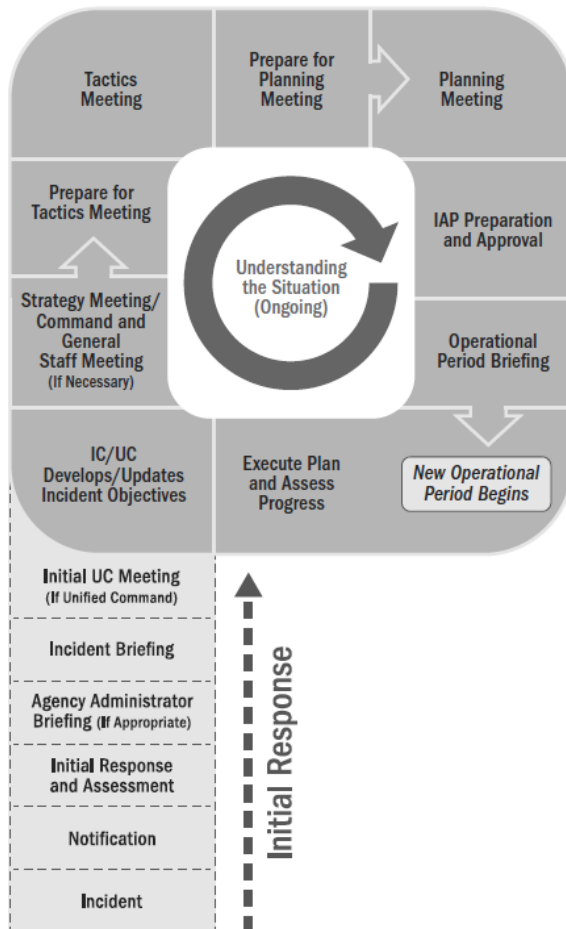 Tactics
Meeting
Prepare for
Planning
Meeting
Planning
Meeting
Prepare for
Tactics Meeting
IAP Preparation
and Approval
Understanding
the Situation
(Ongoing)
Strategy Meeting/
Command and
General
Staff Meeting
(If Necessary)
Operational
Period Briefing
IC/UC
Develops/Updates
Incident Objectives
Execute Plan
and Assess
Progress
New Operational
Period Begins
Initial UC Meeting
(If Unified Command)
Incident Briefing
Agency Administrator
Briefing (If Appropriate)
Initial Response
and Assessment
Notification
Incident
Initial Response